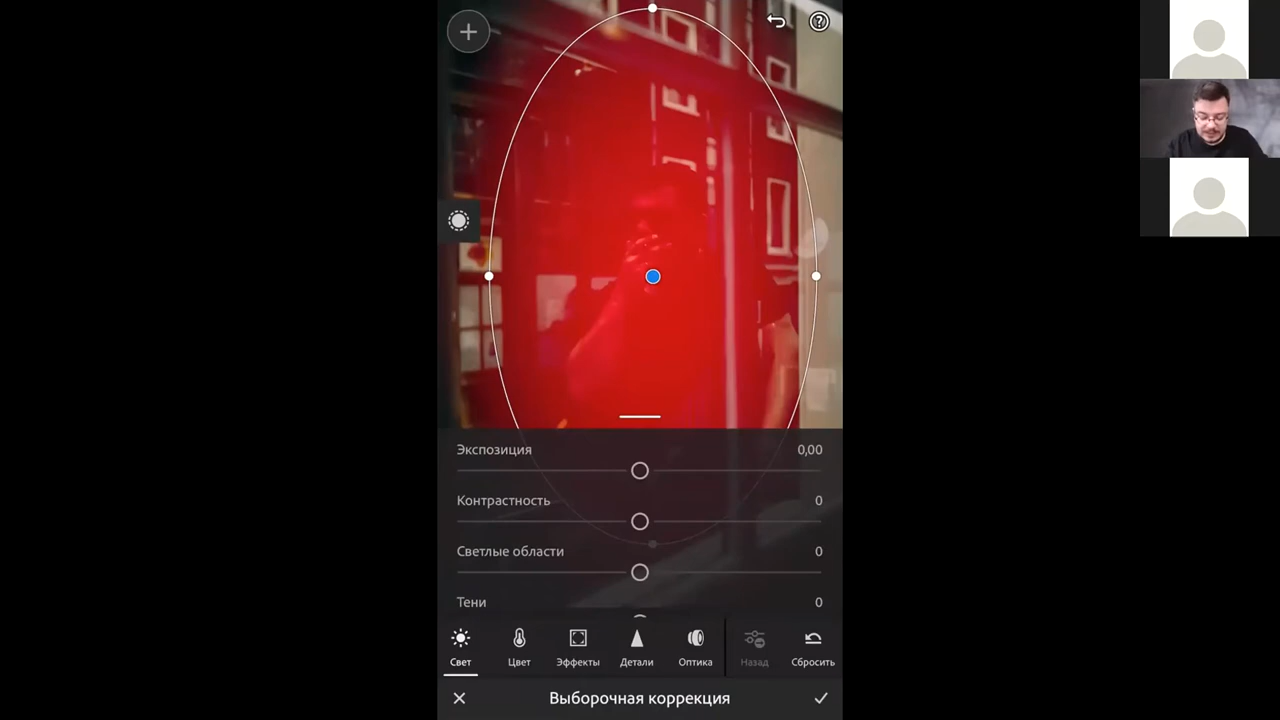 Экспозиция 0,00
Контрастность 0
Светлые области 0
Тени 0
Свет Цвет Эффекты Детали Оптика Назад Сбросить
Выборочная коррекция